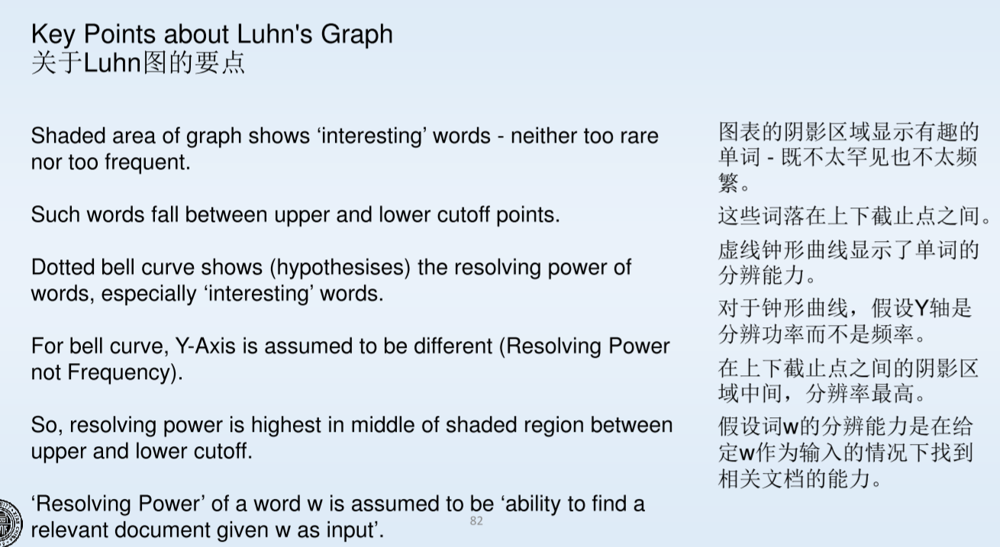 Key Points about Luhn's Graph
关于Luhn图的要点
Shaded area of graph shows ‘interesting’ words - neither too rare
nor too frequent.
Such words fall between upper and lower cutoff points.
Dotted bell curve shows (hypothesises) the resolving power of
words, especially ‘interesting’ words.
For bell curve, Y-Axis is assumed to be different (Resolving Power
not Frequency).
So, resolving power is highest in middle of shaded region between
upper and lower cutoff.
‘Resolving Power’ of a word w is assumed to be ‘ability to find a
relevant document given w as input’.
图表的阴影区域显示有趣的
单词 - 既不太罕见也不太频
繁。
这些词落在上下截止点之间。
虚线钟形曲线显示了单词的
分辨能力。
对于钟形曲线，假设Y轴是
分辨功率而不是频率。
在上下截止点之间的阴影区
域中间，分辨率最高。
假设词w的分辨能力是在给
定w作为输入的情况下找到
相关文档的能力。
82